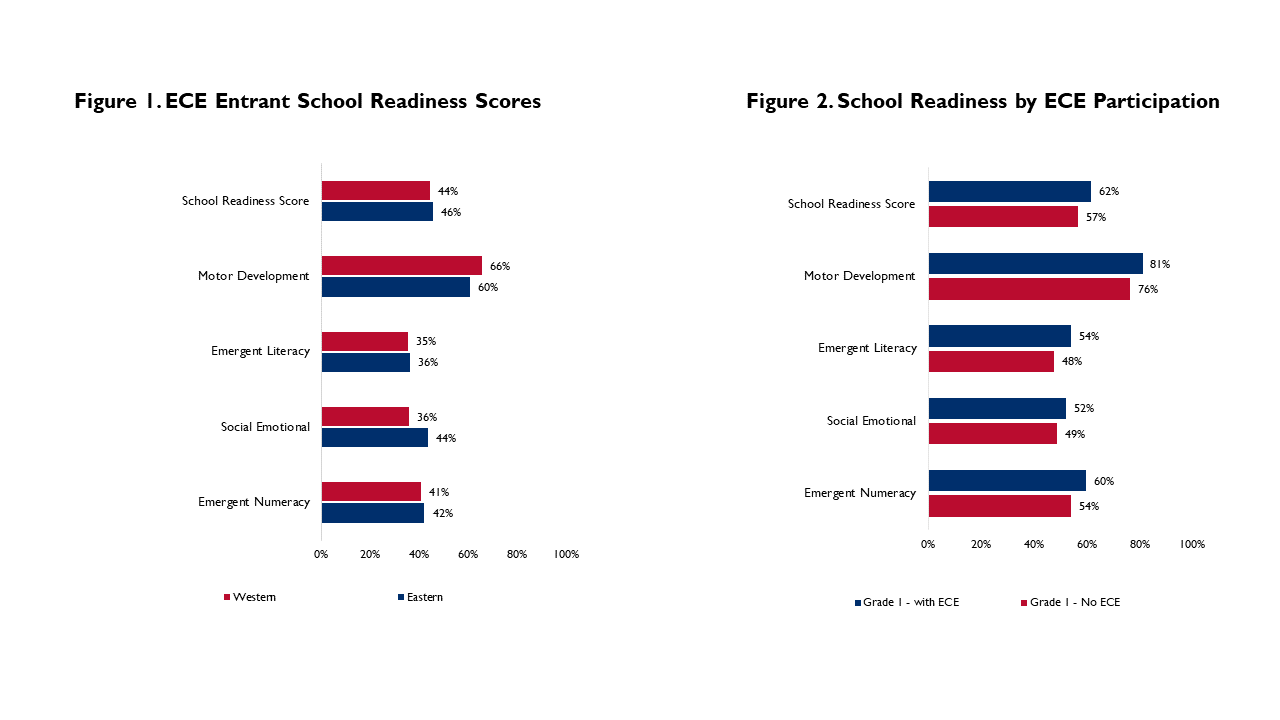 Figure 1. ECE Entrant School Readiness Scores
School Readiness Score
44%
46%
Motor Development
66%
60%
Emergent Literacy
35%
36%
Social Emotional
36%
44%
Emergent Numeracy
41%
42%
0% 20% 40% 60% 80% 100%
Western Eastern
Figure 2. School Readiness by ECE Participation
School Readiness Score
62%
57%
Motor Development
81%
76%
Emergent Literacy
54%
48%
Social Emotional
52%
49%
Emergent Numeracy
60%
54%
0% 20% 40% 60% 80% 100%
Grade 1 - with ECE Grade 1 - No ECE